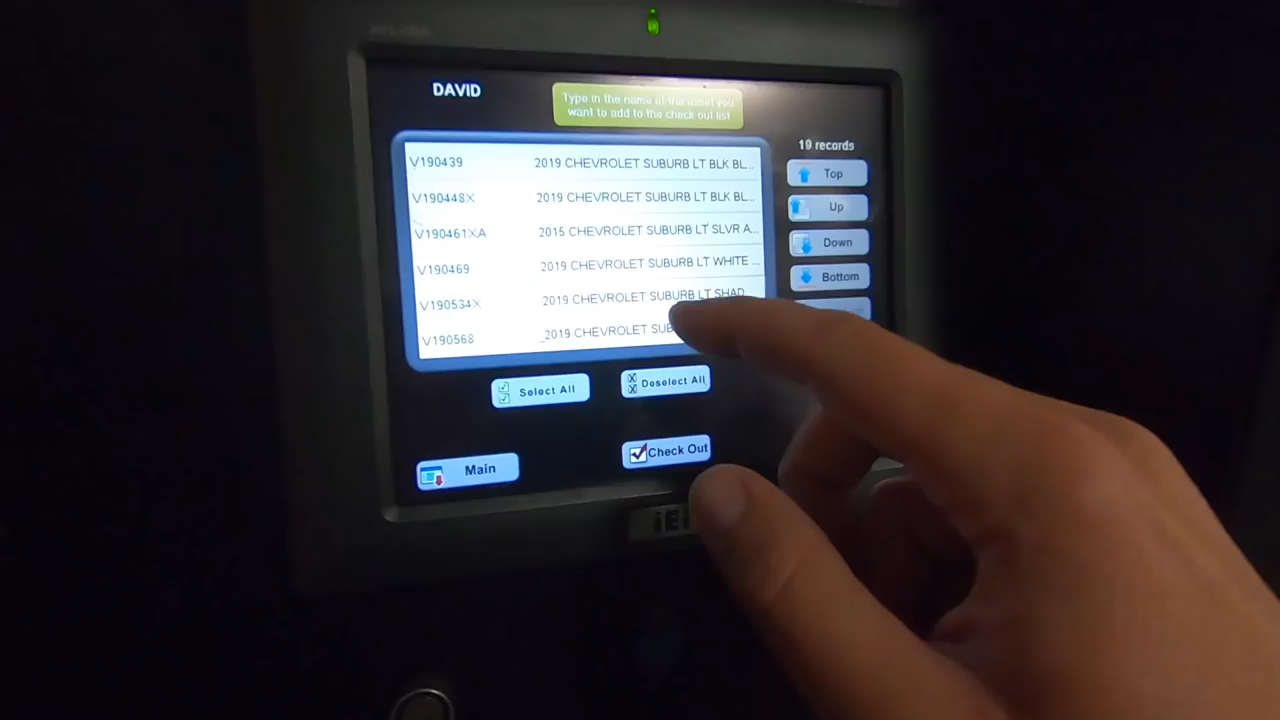 DAVID
Type in the name of the asset you
want to add to the check out list
19 records
V190439 2019 CHEVROLET SUBURB LT BLK BL...
V190448X 2019 CHEVROLET SUBURB LT BLK BL...
V190461XA 2015 CHEVROLET SUBURB LT SLVR A...
V190469 2019 CHEVROLET SUBURB LT WHITE ...
V190534X 2019 CHEVROLET SUBURB LT SHAD
V190568 2019 CHEVROLET SUB
Top
Up
Down
Bottom
Select All
Deselect All
Main
Check Out